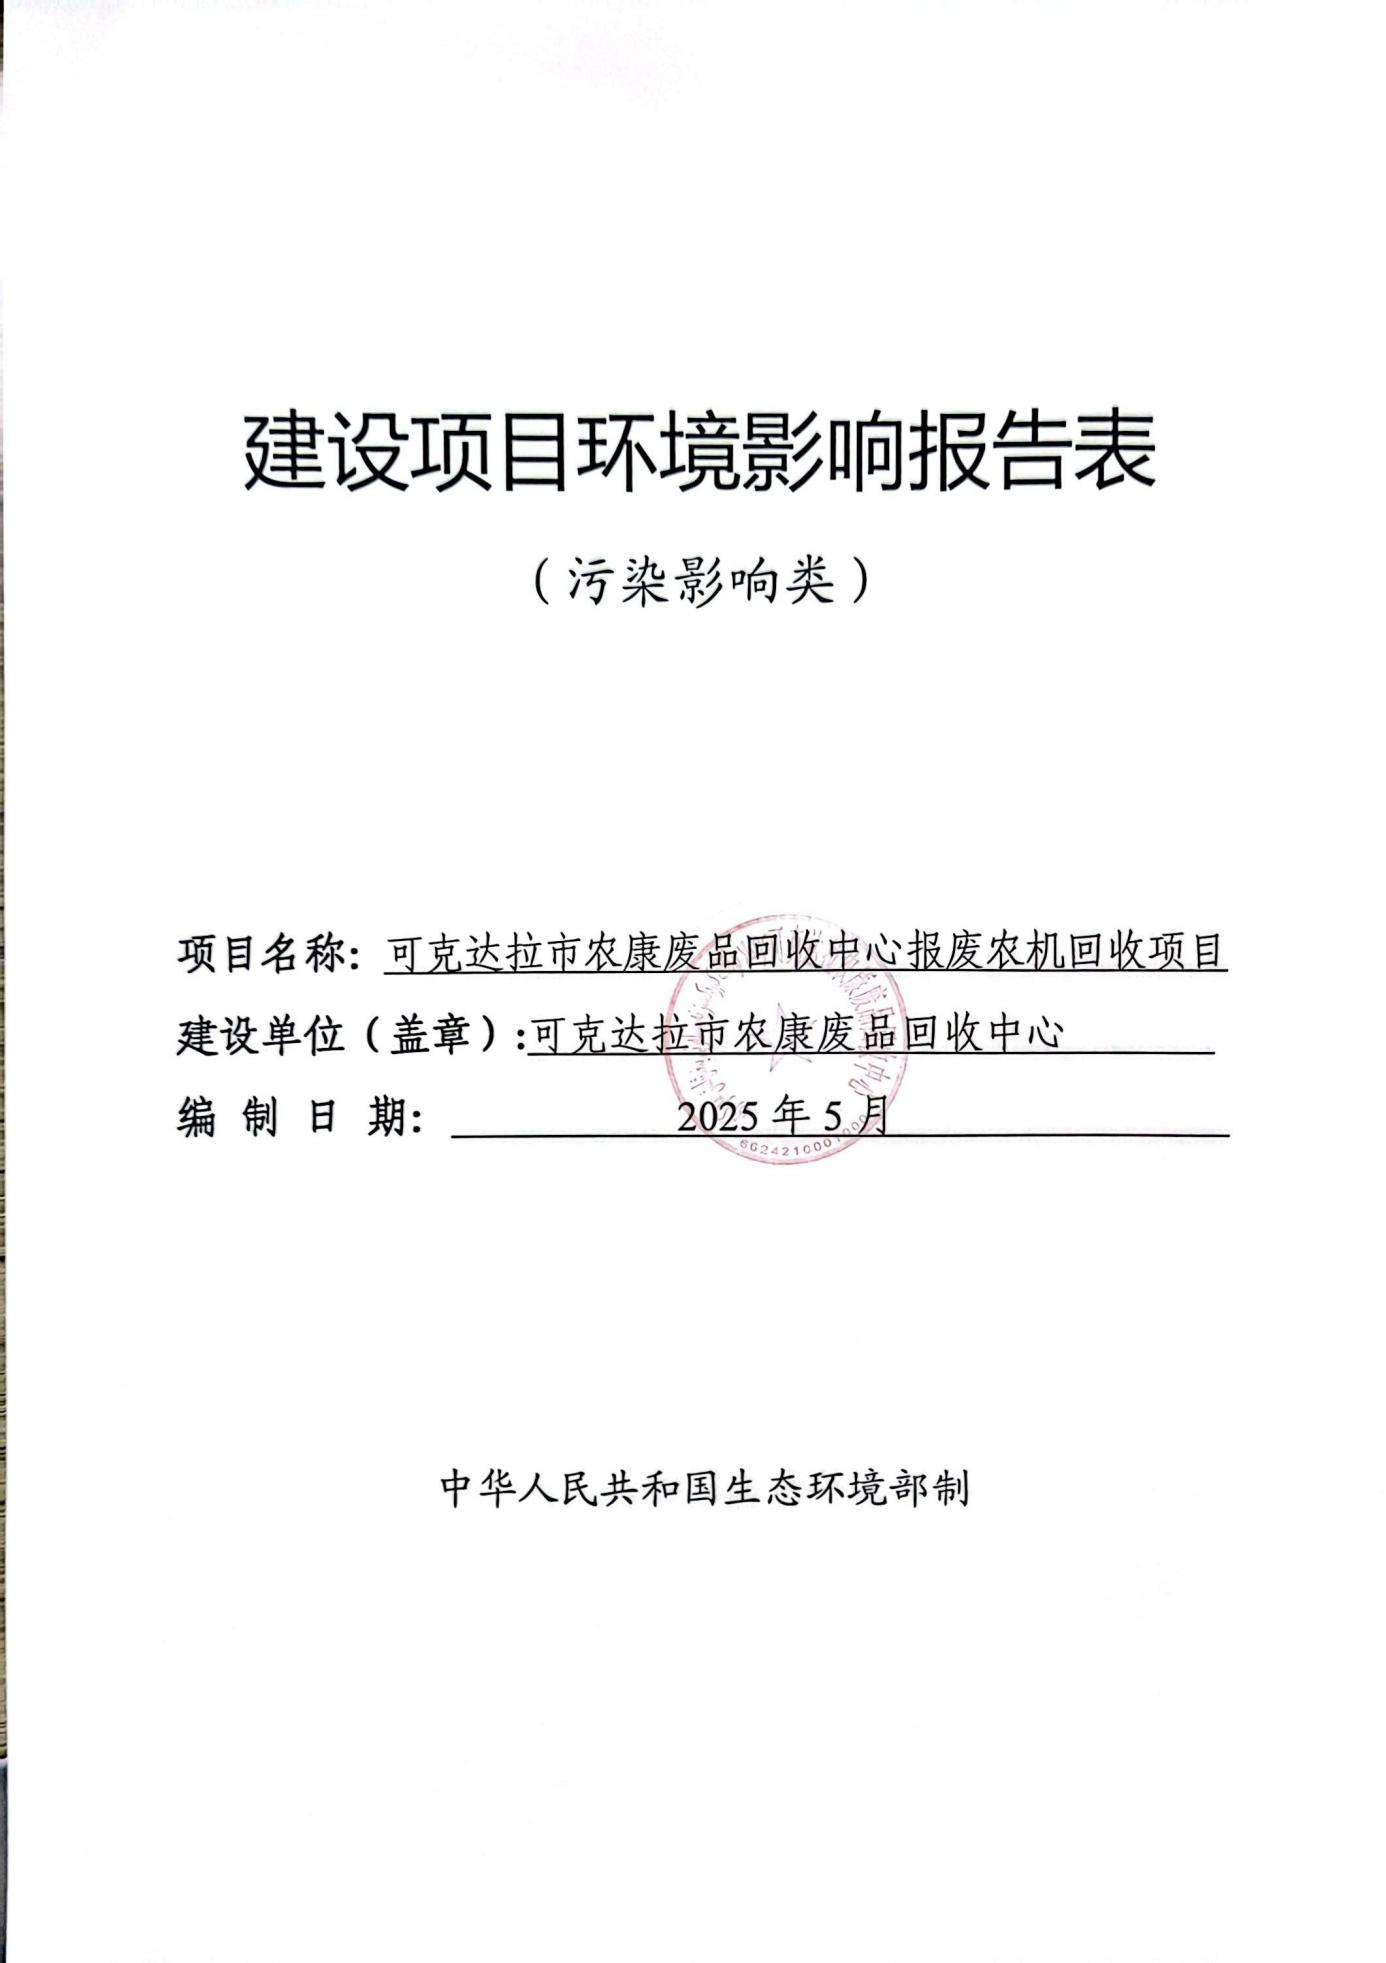 建设项目环境影响报告表
（污染影响类）
项目名称: 可克达拉市农康废品回收中心报废农机回收项目
建设单位（盖章）:可克达拉市农康废品回收中心
编 制 日 期: 2025 年 5 月
中华人民共和国生态环境部制